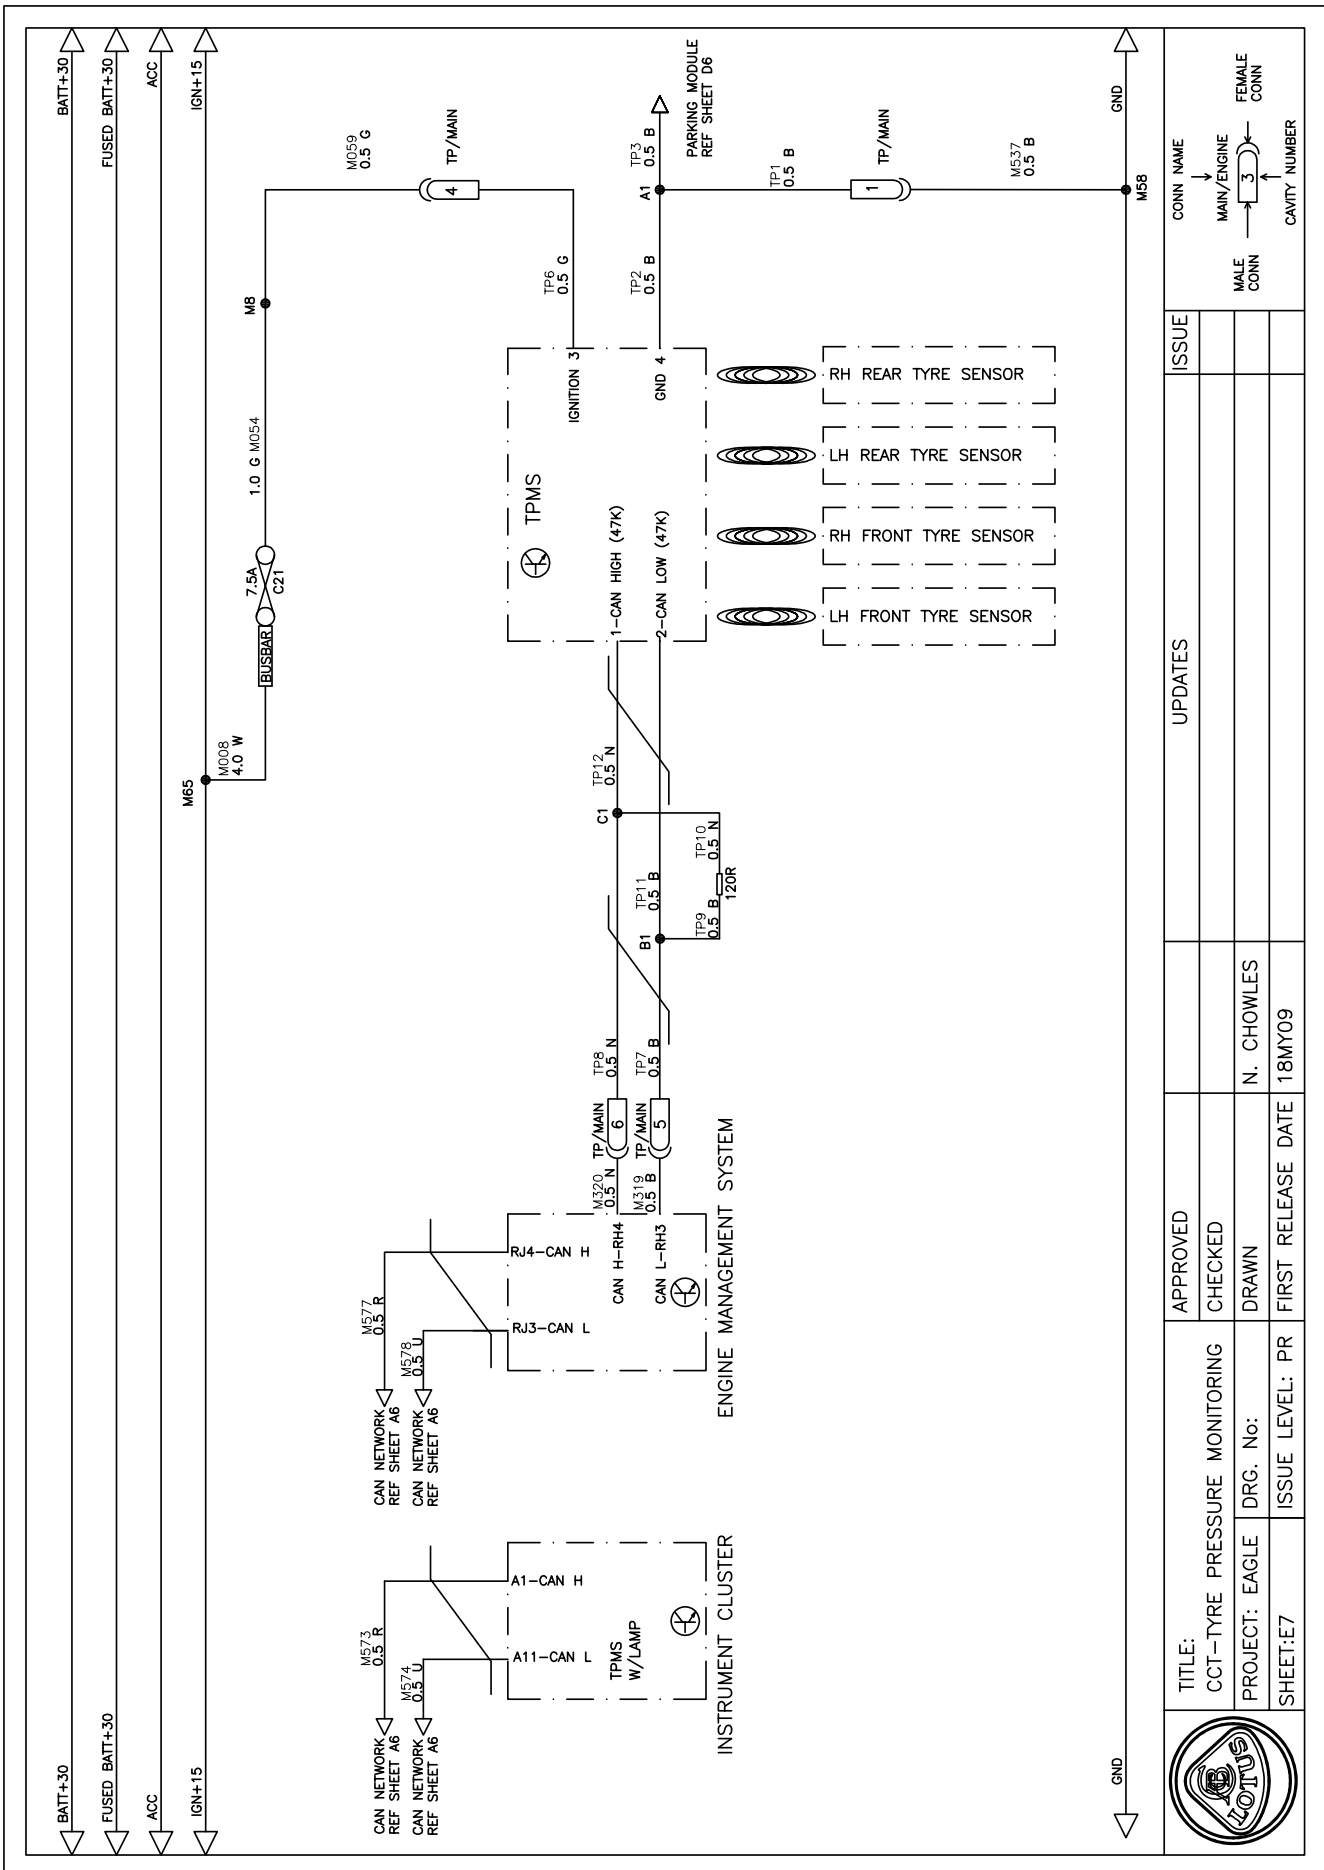 BATT+30
BATT+30
FUSED BATT+30
FUSED BATT+30
ACC
ACC
IGN+15
IGN+15
M65
M008
4.0 W
BUSBAR
7.5A
C21
1.0 G M054
M8
M059
0.5 G
4
TP/MAIN
TP6
0.5 G
CAN NETWORK
REF SHEET A6
M573
0.5 R
CAN NETWORK
REF SHEET A6
M574
0.5 U
A1-CAN H
A11-CAN L
TPMS
W/LAMP
INSTRUMENT CLUSTER
CAN NETWORK
REF SHEET A6
M577
0.5 R
CAN NETWORK
REF SHEET A6
M578
0.5 U
RJ4-CAN H
RJ3-CAN L
CAN H-RH4
CAN L-RH3
ENGINE MANAGEMENT SYSTEM
M320
0.5 N
TP/MAIN
6
TP8
0.5 N
M319
0.5 B
TP/MAIN
5
TP7
0.5 B
C1
TP12
0.5 N
B1
TP11
0.5 B
TP9
0.5 B
120R
TP10
0.5 N
TPMS
1-CAN HIGH (47K)
2-CAN LOW (47K)
IGNITION 3
GND 4
TP2
0.5 B
A1
TP3
0.5 B
PARKING MODULE
REF SHEET D6
TP1
0.5 B
1
TP/MAIN
M537
0.5 B
M58
LH FRONT TYRE SENSOR
RH FRONT TYRE SENSOR
LH REAR TYRE SENSOR
RH REAR TYRE SENSOR
GND
GND
LOTUS
TITLE:
CCT-TYRE PRESSURE MONITORING
PROJECT: EAGLE
DRG. No:
SHEET:E7
ISSUE LEVEL: PR
APPROVED
CHECKED
DRAWN
N. CHOWLES
FIRST RELEASE DATE
18MY09
UPDATES
ISSUE
CONN NAME
MAIN/ENGINE
MALE
CONN
3
FEMALE
CONN
CAVITY NUMBER